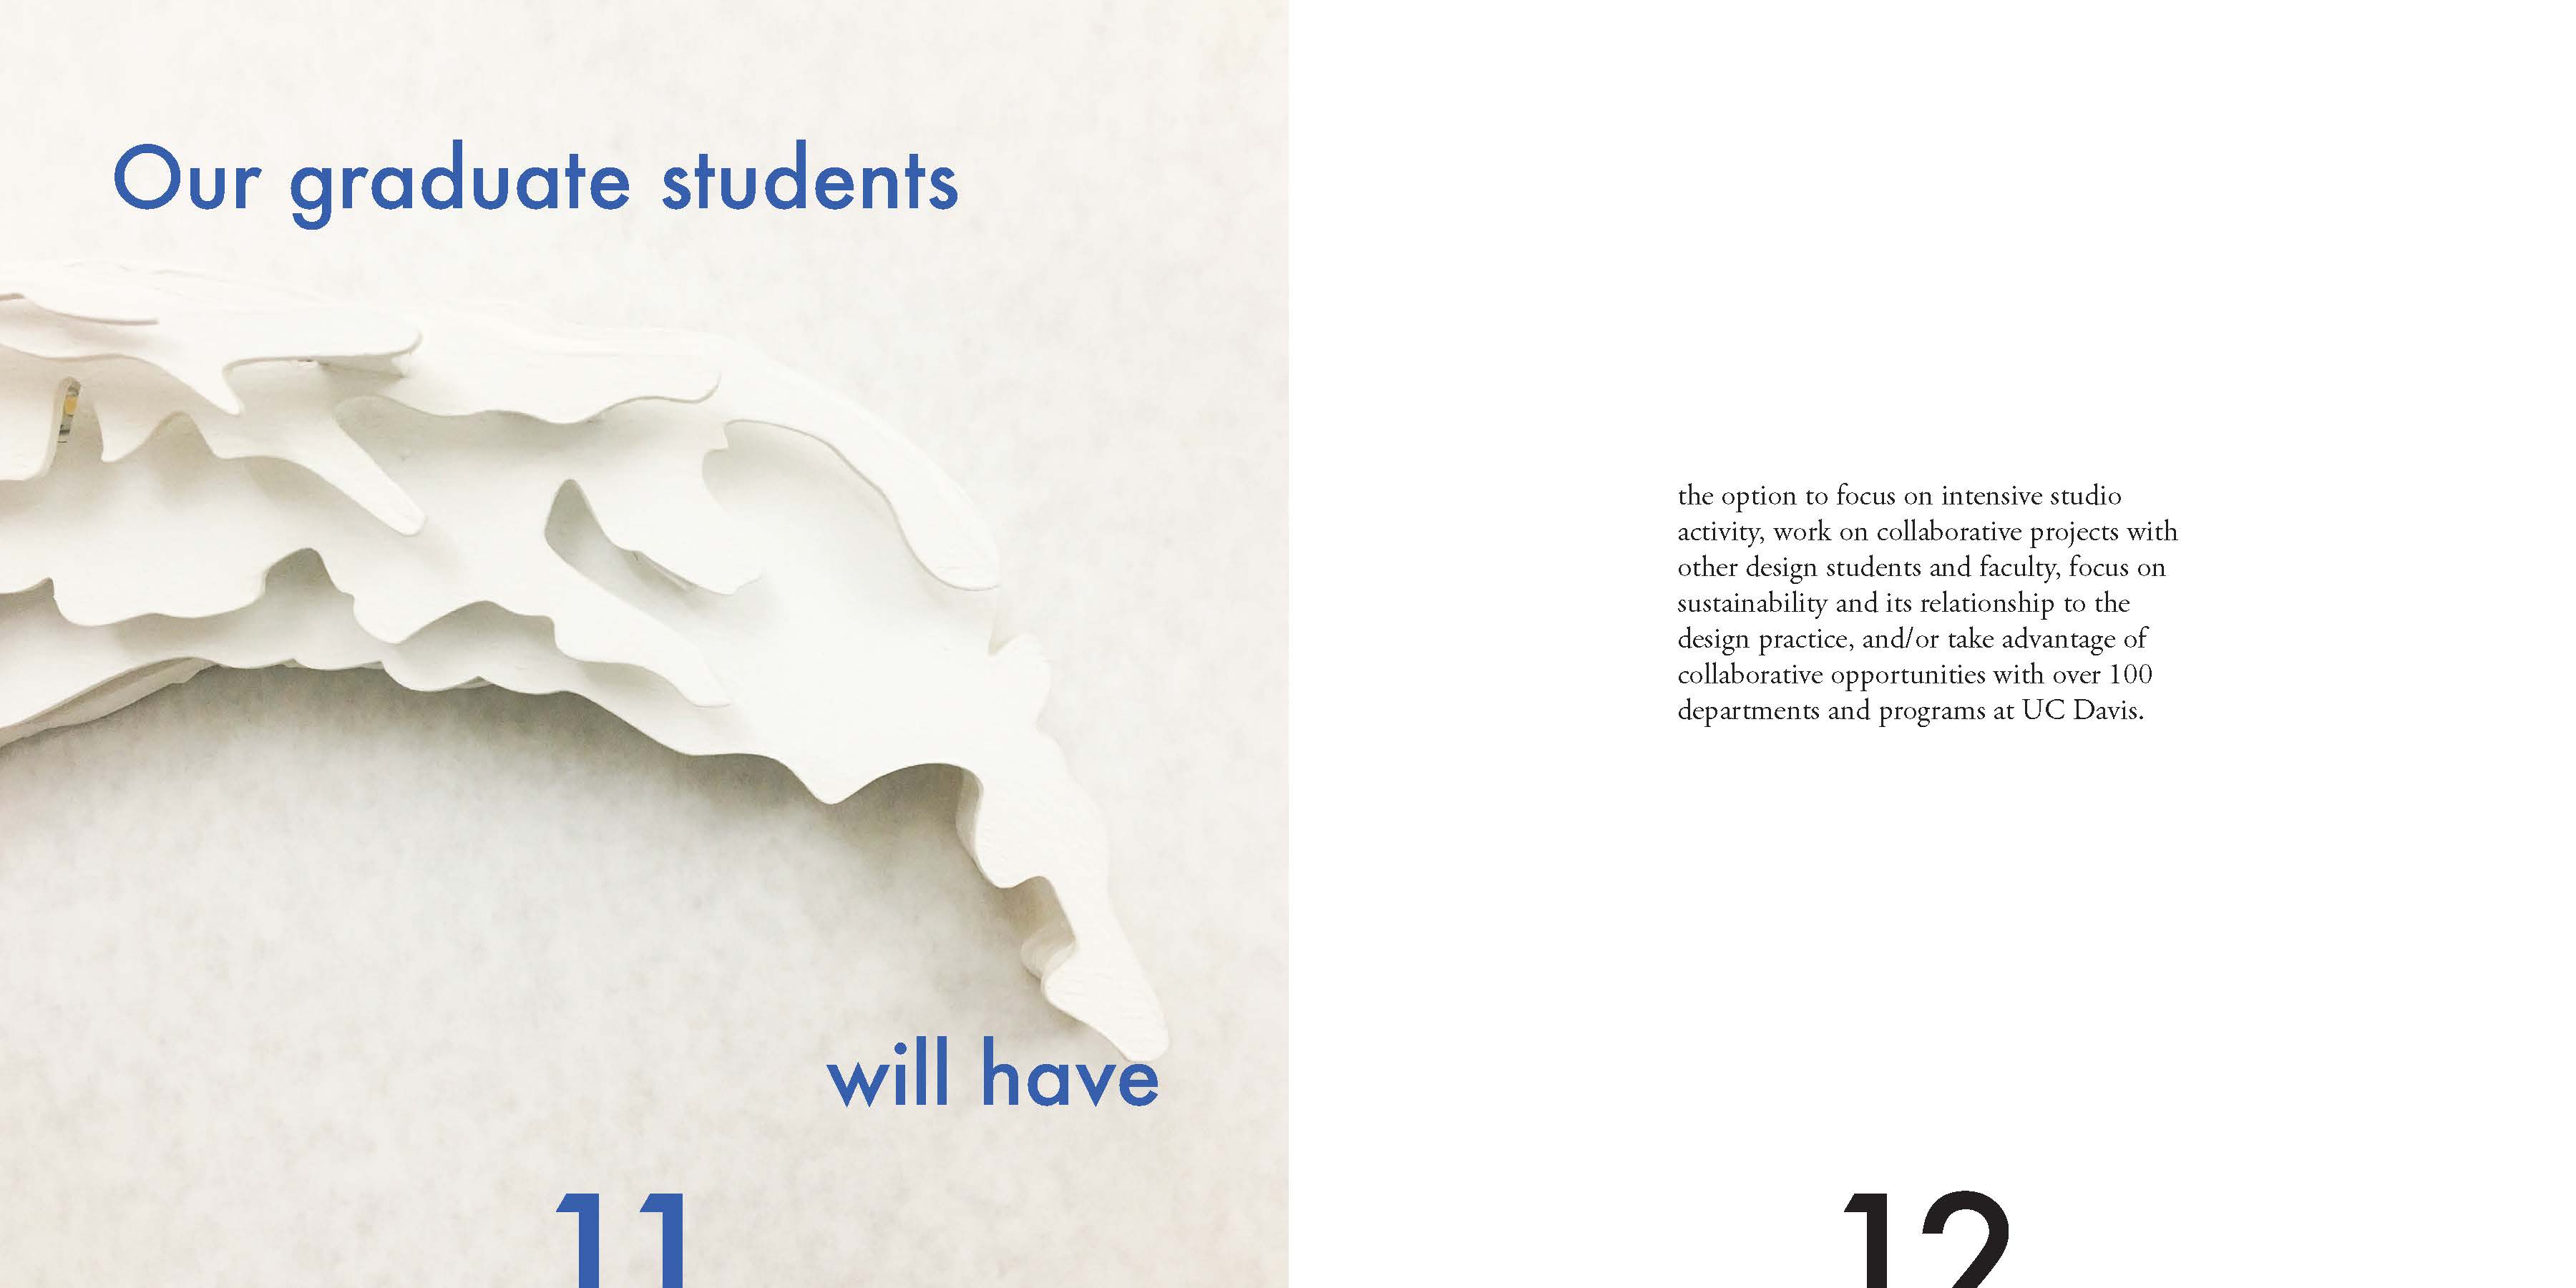 Our graduate students
will have
11
the option to focus on intensive studio
activity, work on collaborative projects with
other design students and faculty, focus on
sustainability and its relationship to the
design practice, and/or take advantage of
collaborative opportunities with over 100
departments and programs at UC Davis.
12